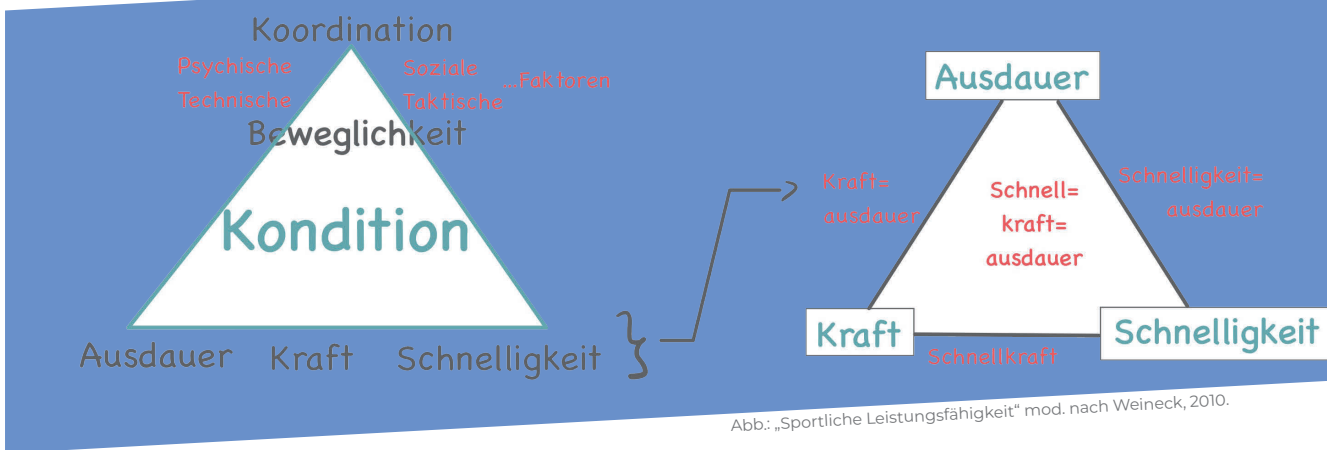 Koordination
Psychische
Technische
Soziale
Taktische
...Faktoren
Beweglichkeit
Kondition
Ausdauer Kraft Schnelligkeit
Ausdauer
Kraft=
ausdauer
Schnell=
kraft=
ausdauer
Schnelligkeit=
ausdauer
Kraft
Schnelligkeit
Schnellkraft
Abb.: „Sportliche Leistungsfähigkeit“ mod. nach Weineck, 2010.